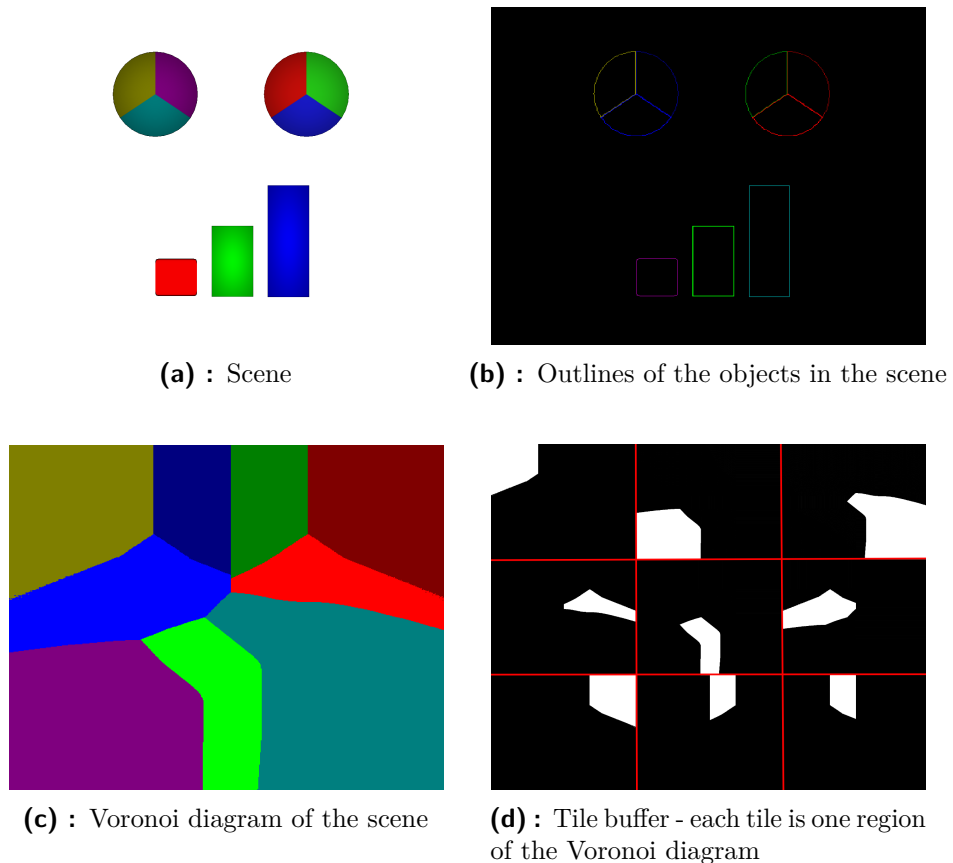 (a) : Scene
(b) : Outlines of the objects in the scene
(c) : Voronoi diagram of the scene
(d) : Tile buffer - each tile is one region
of the Voronoi diagram